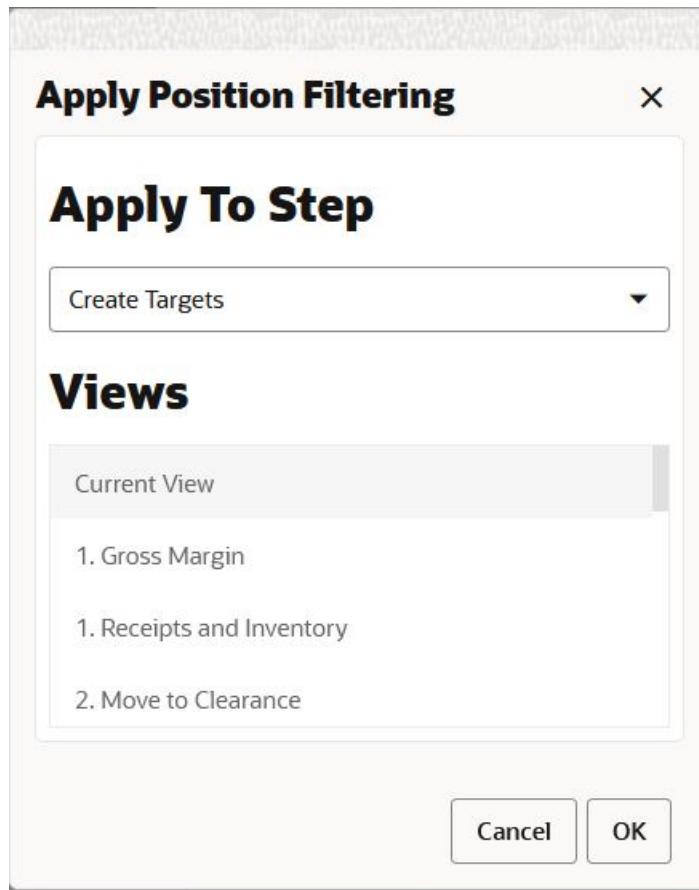 Apply Position Filtering
Apply To Step
Create Targets
Views
Current View
1. Gross Margin
1. Receipts and Inventory
2. Move to Clearance
Cancel OK